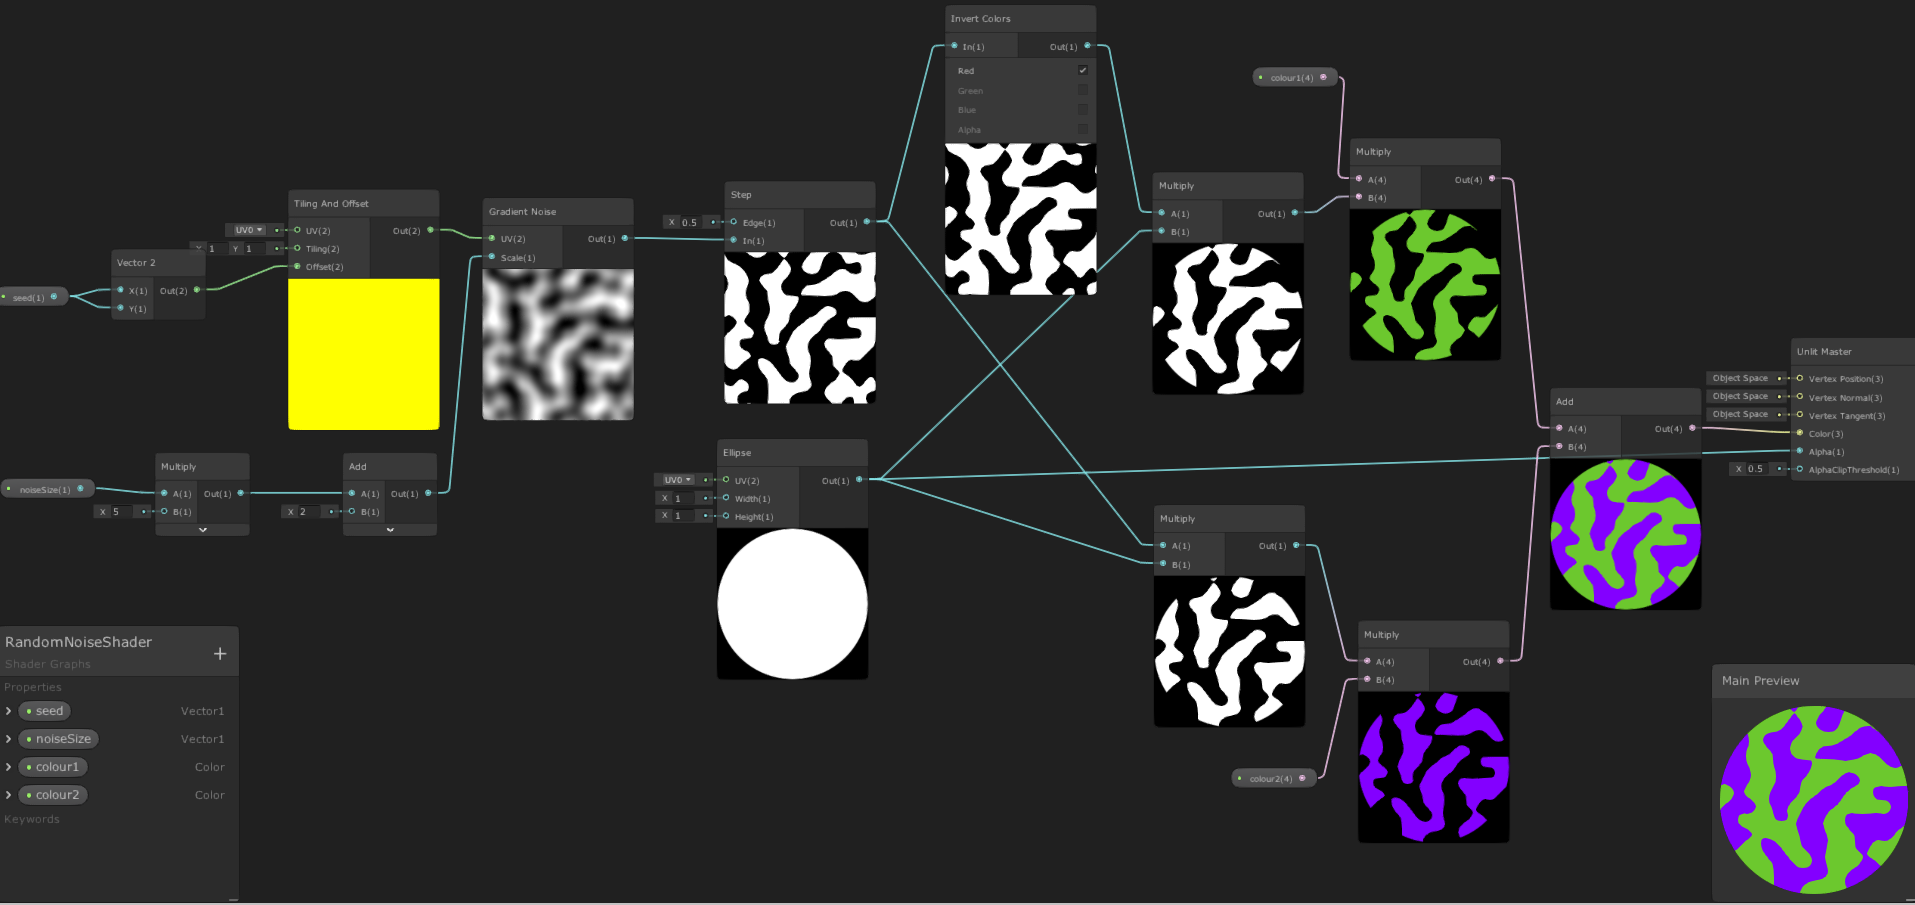 Invert Colors
In(1) Out(1)
Red
Green
Blue
Alpha
colour1(4)
Multiply
A(4) Out(4)
B(4)
Multiply
A(1) Out(1)
B(1)
Step
X 0.5 Edge(1) Out(1)
In(1)
Gradient Noise
UV(2) Out(1)
Scale(1)
Tiling And Offset
UV0 UV(2) Out(2)
X 1 Y 1 Tiling(2)
Offset(2)
Vector 2
X(1) Out(2)
Y(1)
seed(1)
Multiply
noiseSize(1) A(1) Out(1)
X 5 B(1)
Add
A(1) Out(1)
X 2 B(1)
Ellipse
UV0 UV(2) Out(1)
X 1 Width(1)
X 1 Height(1)
Multiply
A(1) Out(1)
B(1)
Multiply
A(4) Out(4)
B(4)
colour2(4)
Add
A(4) Out(4)
B(4)
Unlit Master
Object Space Vertex Position(3)
Object Space Vertex Normal(3)
Object Space Vertex Tangent(3)
Color(3)
Alpha(1)
X 0.5 AlphaClipThreshold(1)
RandomNoiseShader
Shader Graphs
+
Properties
seed Vector1
noiseSize Vector1
colour1 Color
colour2 Color
Keywords
Main Preview